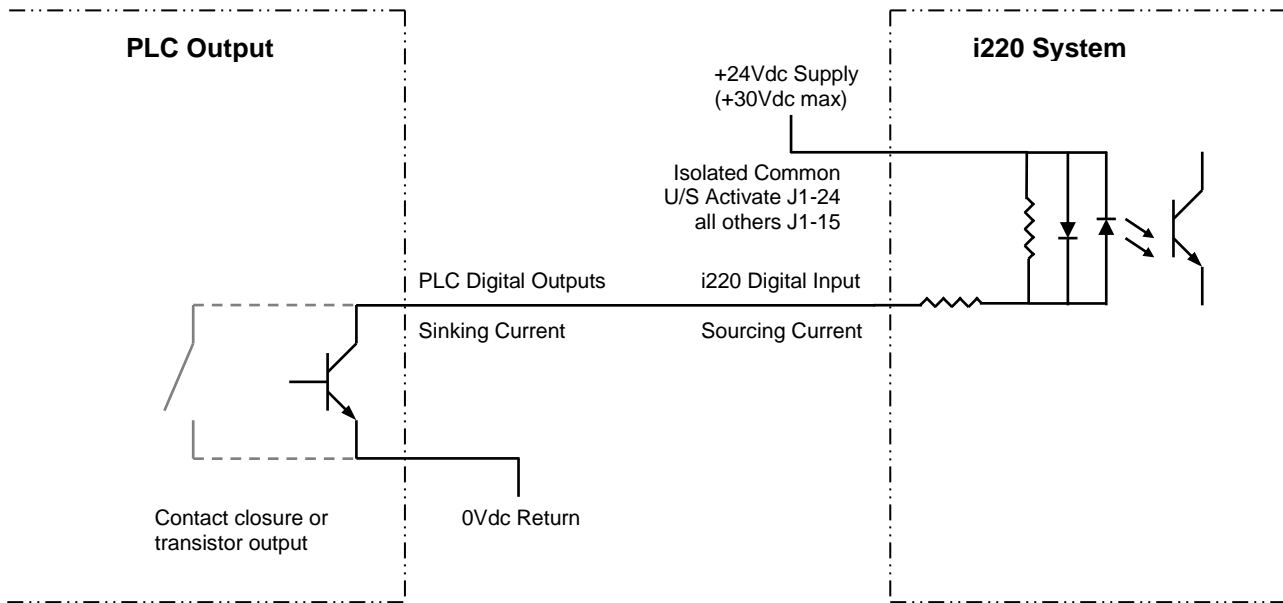 PLC Output
i220 System
+24Vdc Supply
(+30Vdc max)
Isolated Common
U/S Activate J1-24
all others J1-15
PLC Digital Outputs
i220 Digital Input
Sinking Current
Sourcing Current
Contact closure or
transistor output
0Vdc Return